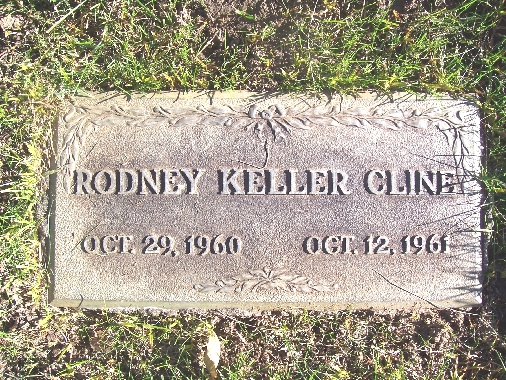 RODNEY KELLER CLINE
OCT. 29, 1960 OCT. 12, 1961